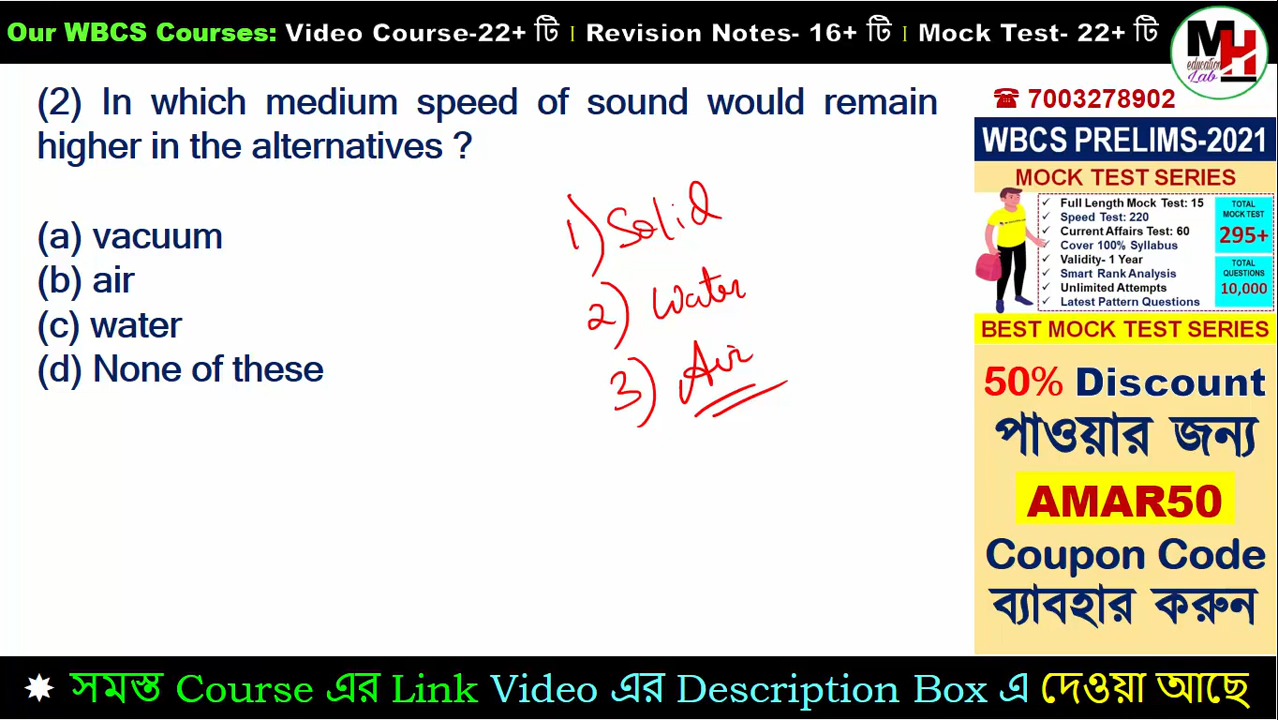 Our WBCS Courses: Video Course-22+ টি | Revision Notes- 16+ টি | Mock Test- 22+ টি
MH
education
Lab
☎ 7003278902
(2) In which medium speed of sound would remain
higher in the alternatives ?
(a) vacuum
(b) air
(c) water
(d) None of these
1) Solid
2) Water
3) Air
WBCS PRELIMS-2021
MOCK TEST SERIES
✓ Full Length Mock Test: 15
✓ Speed Test: 220
✓ Current Affairs Test: 60
✓ Cover 100% Syllabus
✓ Validity- 1 Year
✓ Smart Rank Analysis
✓ Unlimited Attempts
✓ Latest Pattern Questions
TOTAL
MOCK TEST
295+
TOTAL
QUESTIONS
10,000
BEST MOCK TEST SERIES
50% Discount
পাওয়ার জন্য
AMAR50
Coupon Code
ব্যাবহার করুন
✸ সমস্ত Course এর Link Video এর Description Box এ দেওয়া আছে